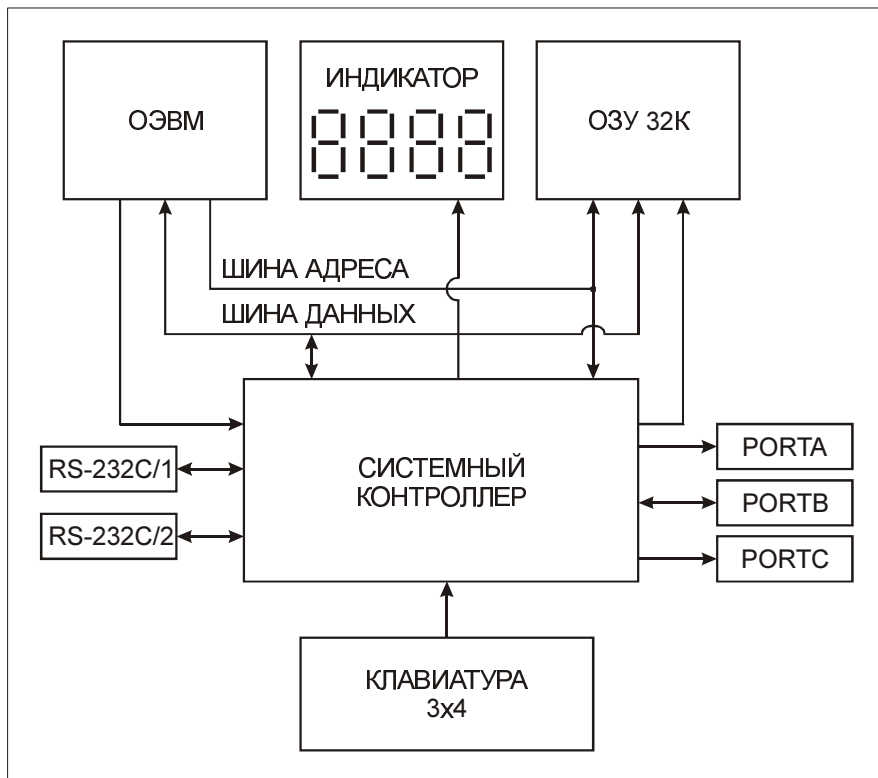 ОЭВМ
ИНДИКАТОР
8888
ОЗУ 32К
ШИНА АДРЕСА
ШИНА ДАННЫХ
RS-232C/1
RS-232C/2
СИСТЕМНЫЙ
КОНТРОЛЛЕР
PORTA
PORTB
PORTC
КЛАВИАТУРА
3x4